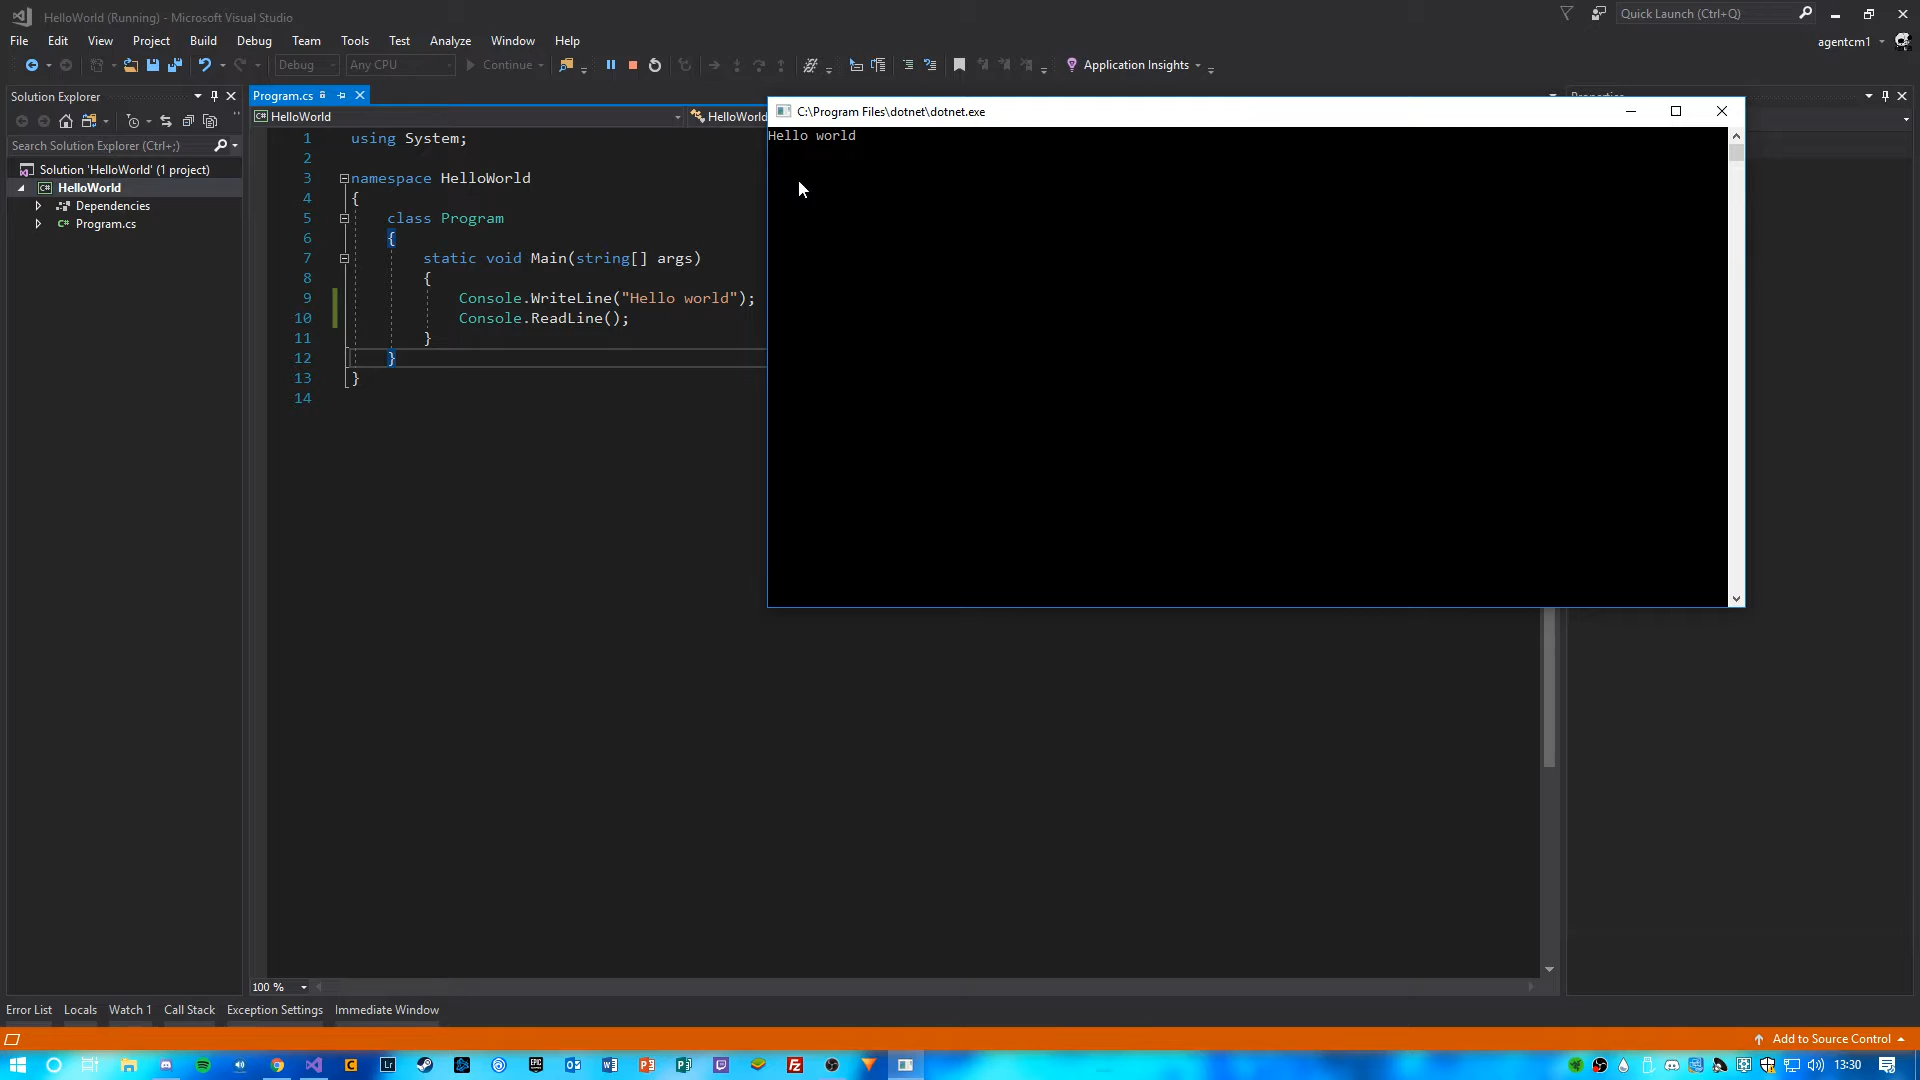 HelloWorld (Running) - Microsoft Visual Studio
Quick Launch (Ctrl+Q)
File Edit View Project Build Debug Team Tools Test Analyze Window Help
agentcm1
Debug Any CPU Continue Application Insights
Solution Explorer
Search Solution Explorer (Ctrl+;)
Solution 'HelloWorld' (1 project)
HelloWorld
Dependencies
C# Program.cs
Program.cs
C# HelloWorld
HelloWorld
1 using System;
2
3 namespace HelloWorld
4 {
5 class Program
6 {
7 static void Main(string[] args)
8 {
9 Console.WriteLine("Hello world");
10 Console.ReadLine();
11 }
12 }
13 }
14
C:\Program Files\dotnet\dotnet.exe
Hello world
100 %
Error List Locals Watch 1 Call Stack Exception Settings Immediate Window
Add to Source Control
C Lr EPIC GAMES FZ
13:30